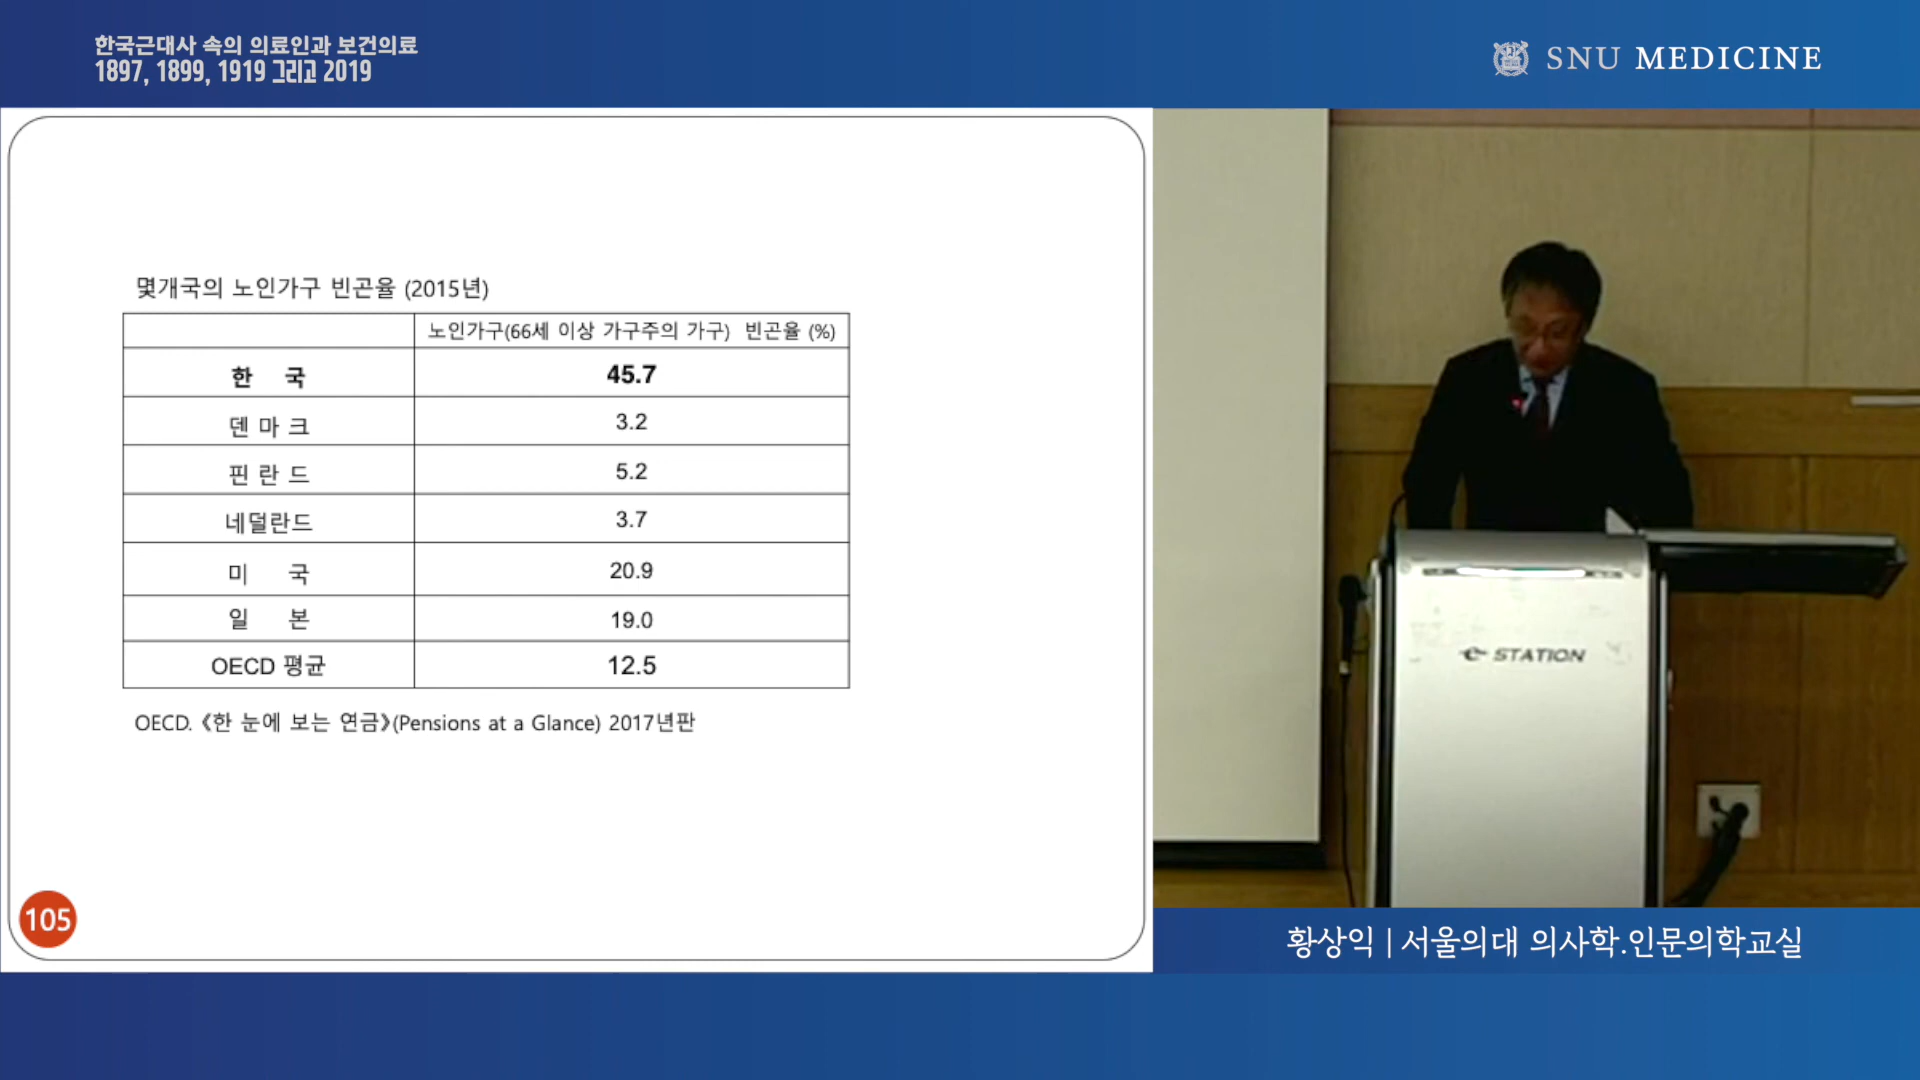 한국근대사 속의 의료인과 보건의료
1897, 1899, 1919 그리고 2019
SNU MEDICINE
몇개국의 노인가구 빈곤율 (2015년)
노인가구(66세 이상 가구주의 가구) 빈곤율 (%)
한 국 45.7
덴 마 크 3.2
핀 란 드 5.2
네덜란드 3.7
미 국 20.9
일 본 19.0
OECD 평균 12.5
OECD. 《한 눈에 보는 연금》(Pensions at a Glance) 2017년판
105
e-STATION
황상익 | 서울의대 의사학.인문의학교실